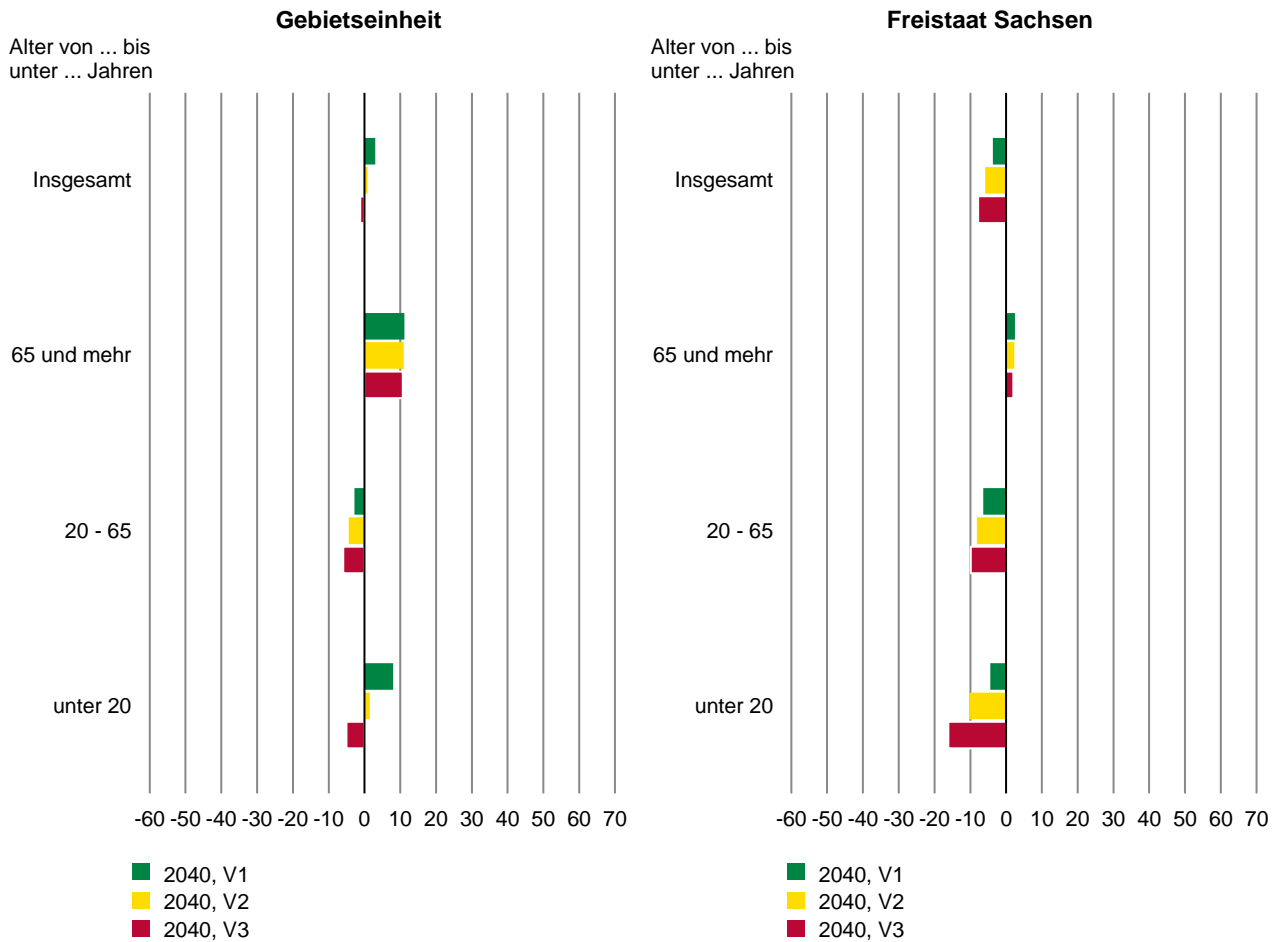 Gebietseinheit
Alter von ... bis
unter ... Jahren
Insgesamt
65 und mehr
20 - 65
unter 20
-60 -50 -40 -30 -20 -10 0 10 20 30 40 50 60 70
2040, V1
2040, V2
2040, V3
Freistaat Sachsen
Alter von ... bis
unter ... Jahren
Insgesamt
65 und mehr
20 - 65
unter 20
-60 -50 -40 -30 -20 -10 0 10 20 30 40 50 60 70
2040, V1
2040, V2
2040, V3